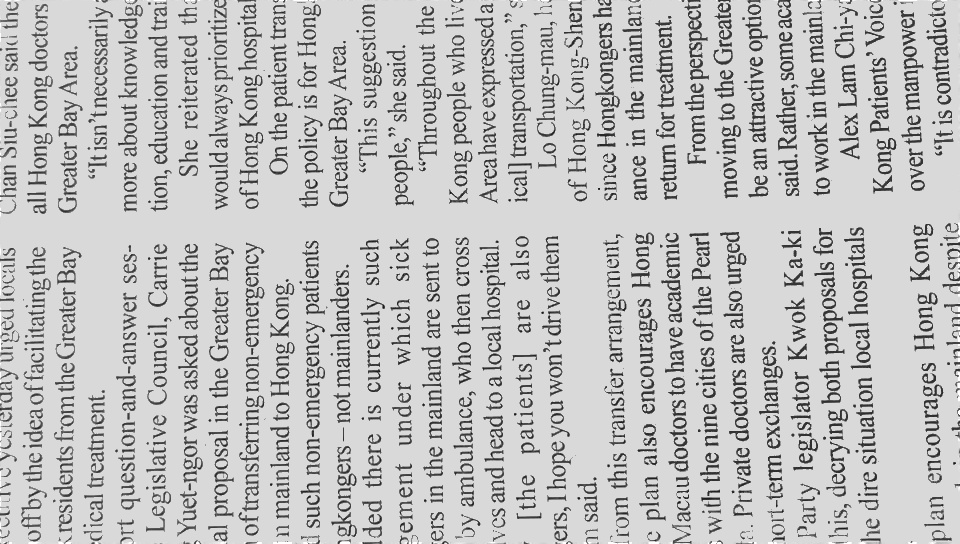 ecutive yesterday urged locals
off by the idea of facilitating the
k residents from the Greater Bay
edical treatment.
ort question-and-answer ses-
Legislative Council, Carrie
g Yuet-ngor was asked about the
al proposal in the Greater Bay
of transferring non-emergency
m mainland to Hong Kong.
d such non-emergency patients
ngkongers – not mainlanders.
lded there is currently such
gement under which sick
gers in the mainland are sent to
by ambulance, who then cross
ves and head to a local hospital.
[the patients] are also
ers, I hope you won't drive them
n said.
from this transfer arrangement,
e plan also encourages Hong
Macau doctors to have academic
s with the nine cities of the Pearl
ta. Private doctors are also urged
hort-term exchanges.
Party legislator Kwok Ka-ki
his, decrying both proposals for
he dire situation local hospitals
plan encourages Hong Kong
the mainland despite
Chan Siu-chee said the
all Hong Kong doctors
Greater Bay Area.
"It isn't necessarily a
more about knowledge
tion, education and trai
She reiterated tha
would always prioritize
of Hong Kong hospital
On the patient trans
the policy is for Hong
Greater Bay Area.
"This suggestion
people," she said.
"Throughout the
Kong people who live
Area have expressed a
ical] transportation," s
Lo Chung-mau, he
of Hong Kong-Shen
since Hongkongers ha
ance in the mainland
return for treatment.
From the perspecti
moving to the Greater
be an attractive option
said. Rather, some aca
to work in the mainla
Alex Lam Chi-ya
Kong Patients' Voice
over the manpower
"It is contradicto